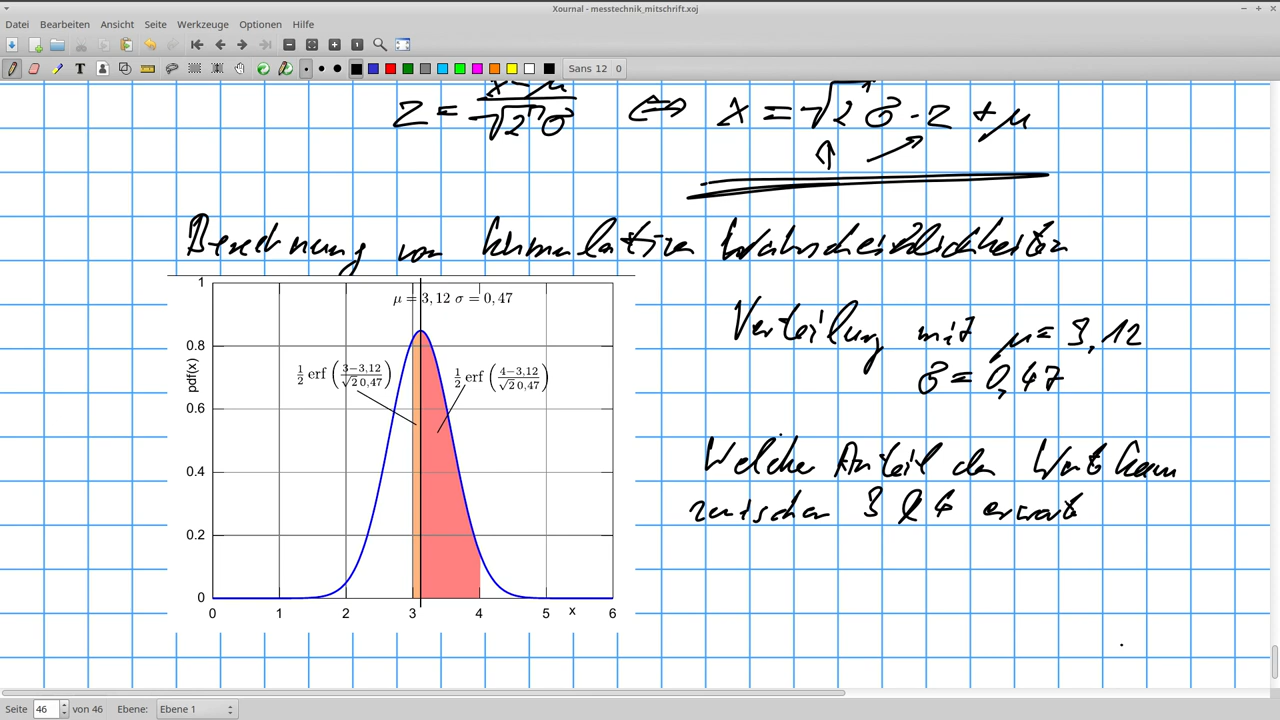 Xournal - messtechnik_mitschrift.xoj
Datei Bearbeiten Ansicht Seite Werkzeuge Optionen Hilfe
Sans 12 0
z = x-μ / √2 σ ⇔ x = √2 σ · z + μ
Berechnung von kumulativen Wahrscheinlichkeiten
μ = 3,12 σ = 0,47
1/2 erf (3−3,12 / √2 0,47)
1/2 erf (4−3,12 / √2 0,47)
pdf(x)
1
0.8
0.6
0.4
0.2
0
0 1 2 3 4 5 x 6
Verteilung mit μ = 3,12
σ = 0,47
Welche Anteil der Werte kann
zwischen 3 & 4 erwart
Seite 46 von 46 Ebene: Ebene 1